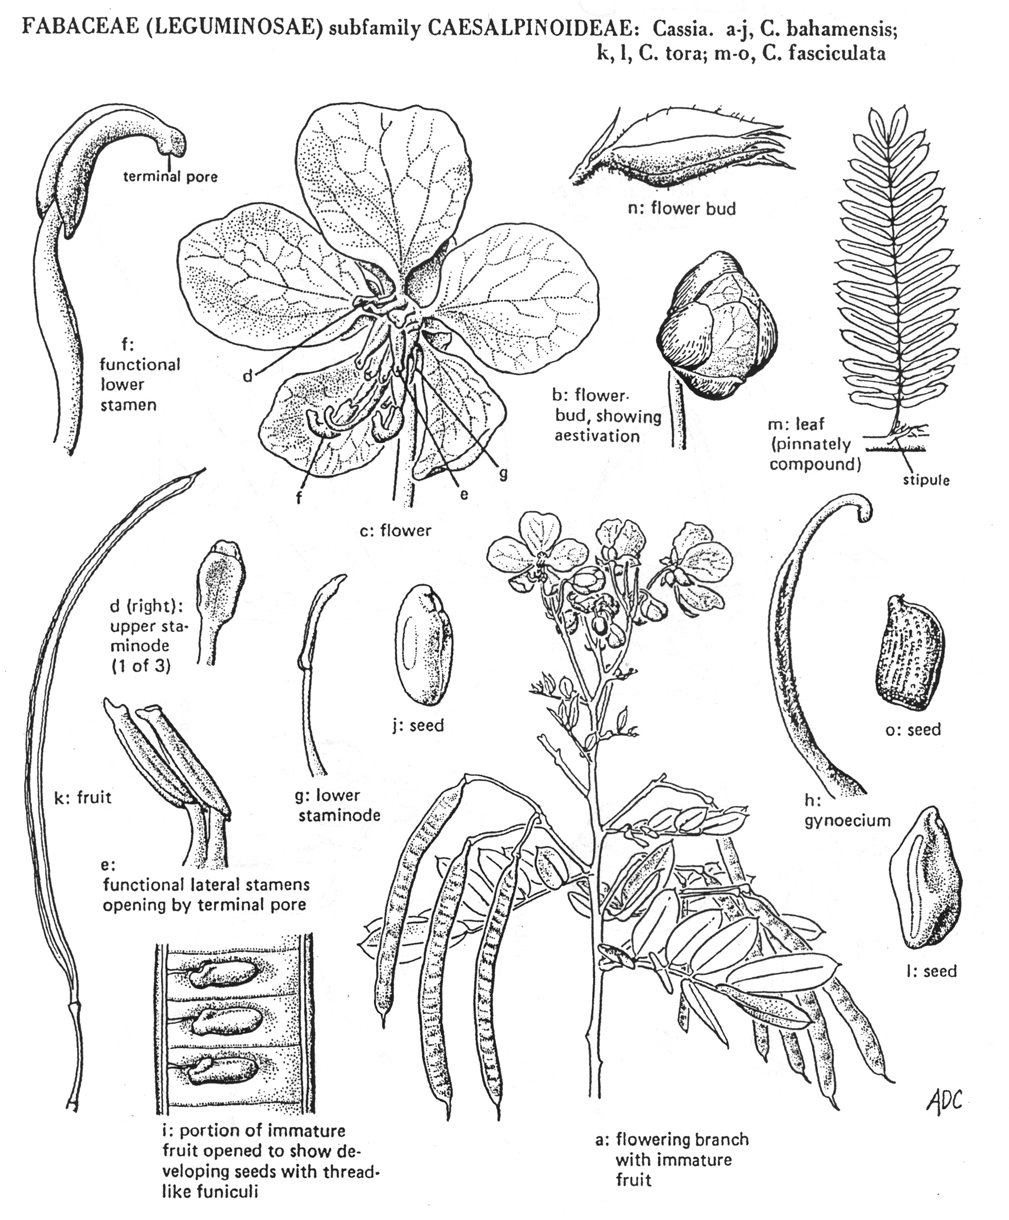 FABACEAE (LEGUMINOSAE) subfamily CAESALPINOIDEAE: Cassia. a-j, C. bahamensis;
k, l, C. tora; m-o, C. fasciculata
terminal pore
n: flower bud
f:
functional
lower
stamen
d
b: flower-
bud, showing
aestivation
m: leaf
(pinnately
compound)
stipule
f
e
g
c: flower
d (right):
upper sta-
minode
(1 of 3)
j: seed
o: seed
k: fruit
g: lower
staminode
h:
gynoecium
e:
functional lateral stamens
opening by terminal pore
l: seed
ADC
i: portion of immature
fruit opened to show de-
veloping seeds with thread-
like funiculi
a: flowering branch
with immature
fruit